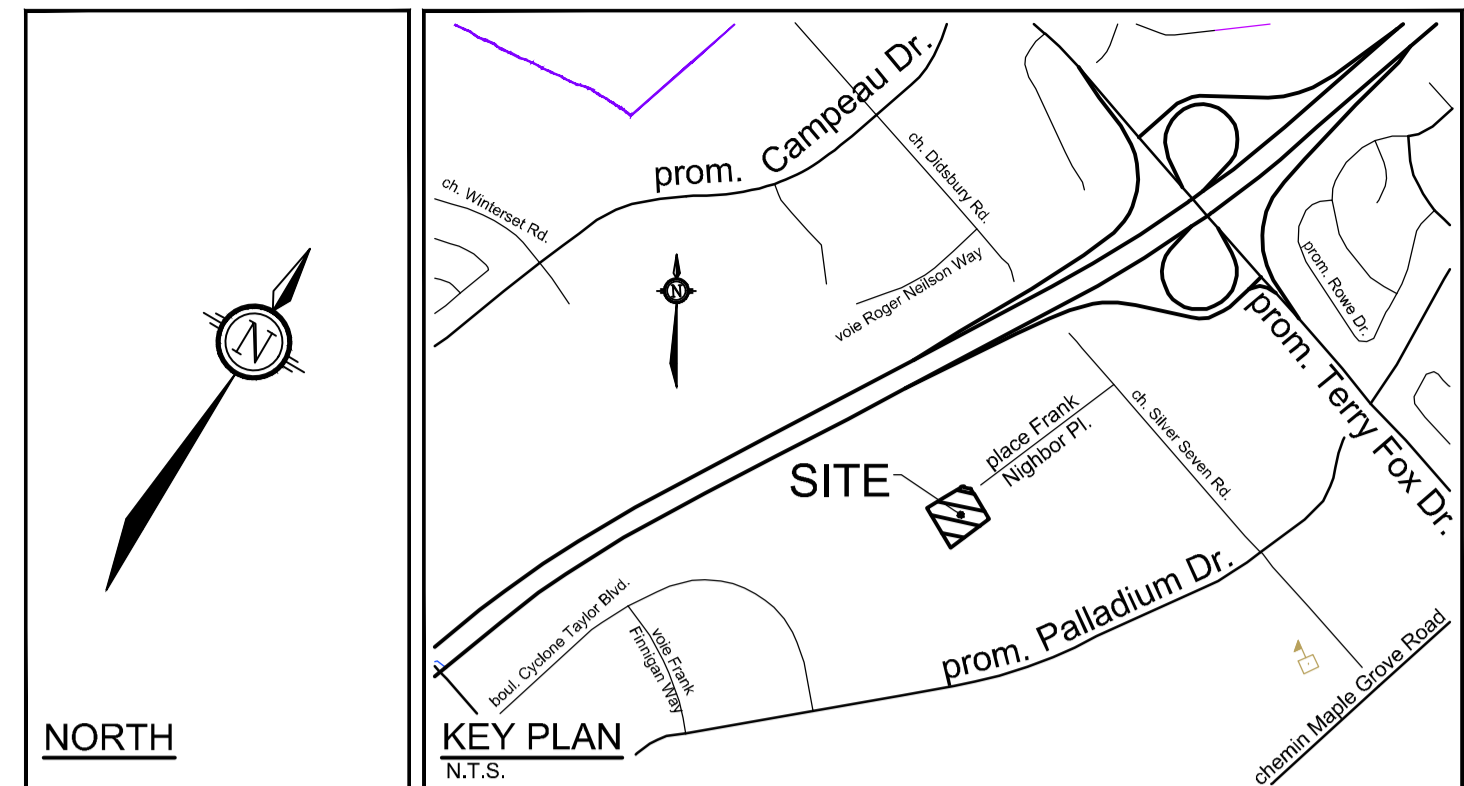 N
NORTH
prom. Campeau Dr.
ch. Winterset Rd.
ch. Didsbury Rd.
voie Roger Neilson Way
N
prom. Rowe Dr.
prom. Terry Fox Dr.
place Frank
Nighbor Pl.
ch. Silver Seven Rd.
SITE
prom. Palladium Dr.
boul. Cyclone Taylor Blvd.
voie Frank
Finnigan Way
chemin Maple Grove Road
KEY PLAN
N.T.S.